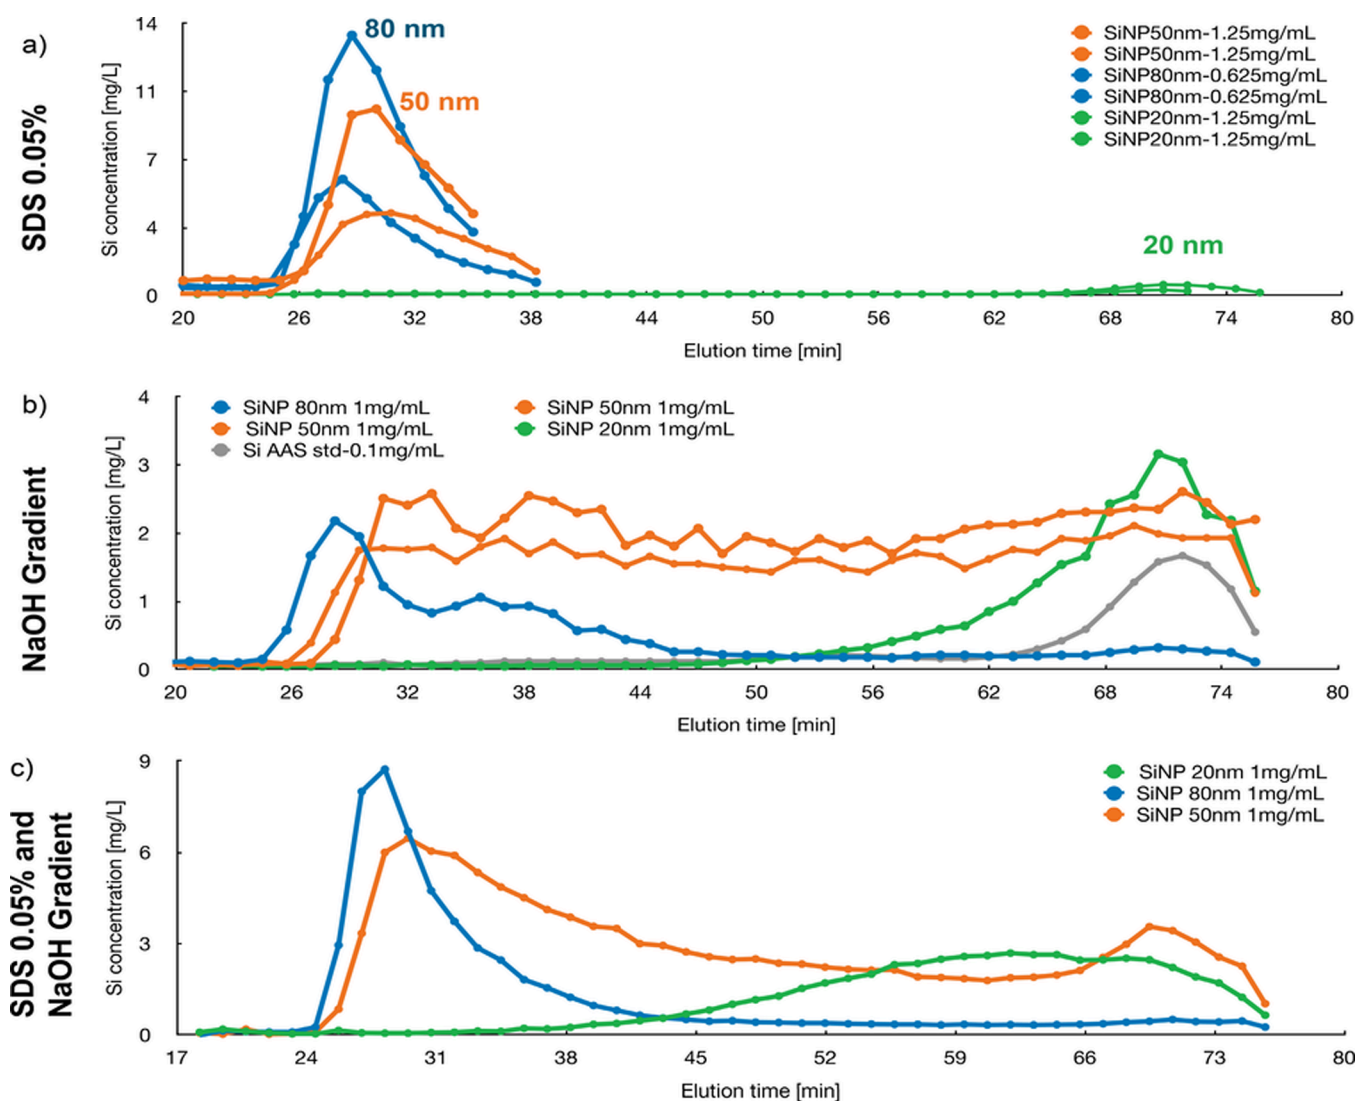 a)
SDS 0.05%
Si concentration [mg/L]
14
11
7
4
0
80 nm
50 nm
20 nm
SiNP50nm-1.25mg/mL
SiNP50nm-1.25mg/mL
SiNP80nm-0.625mg/mL
SiNP80nm-0.625mg/mL
SiNP20nm-1.25mg/mL
SiNP20nm-1.25mg/mL
20 26 32 38 44 50 56 62 68 74 80
Elution time [min]
b)
NaOH Gradient
Si concentration [mg/L]
4
3
2
1
0
SiNP 80nm 1mg/mL SiNP 50nm 1mg/mL
SiNP 50nm 1mg/mL SiNP 20nm 1mg/mL
Si AAS std-0.1mg/mL
20 26 32 38 44 50 56 62 68 74 80
Elution time [min]
c)
SDS 0.05% and
NaOH Gradient
Si concentration [mg/L]
9
6
3
0
SiNP 20nm 1mg/mL
SiNP 80nm 1mg/mL
SiNP 50nm 1mg/mL
17 24 31 38 45 52 59 66 73 80
Elution time [min]